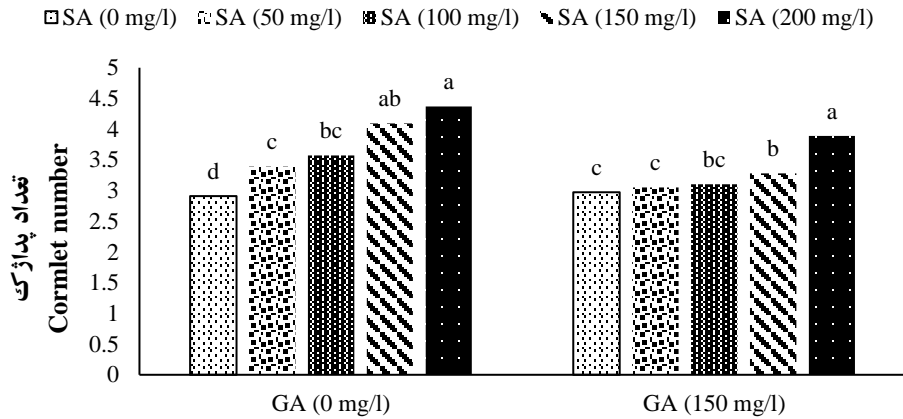 SA (0 mg/l) SA (50 mg/l) SA (100 mg/l) SA (150 mg/l) SA (200 mg/l)
تعداد پداژک
Cormlet number
5
4.5
4
3.5
3
2.5
2
1.5
1
0.5
0
d
c
bc
ab
a
c
c
bc
b
a
GA (0 mg/l)
GA (150 mg/l)